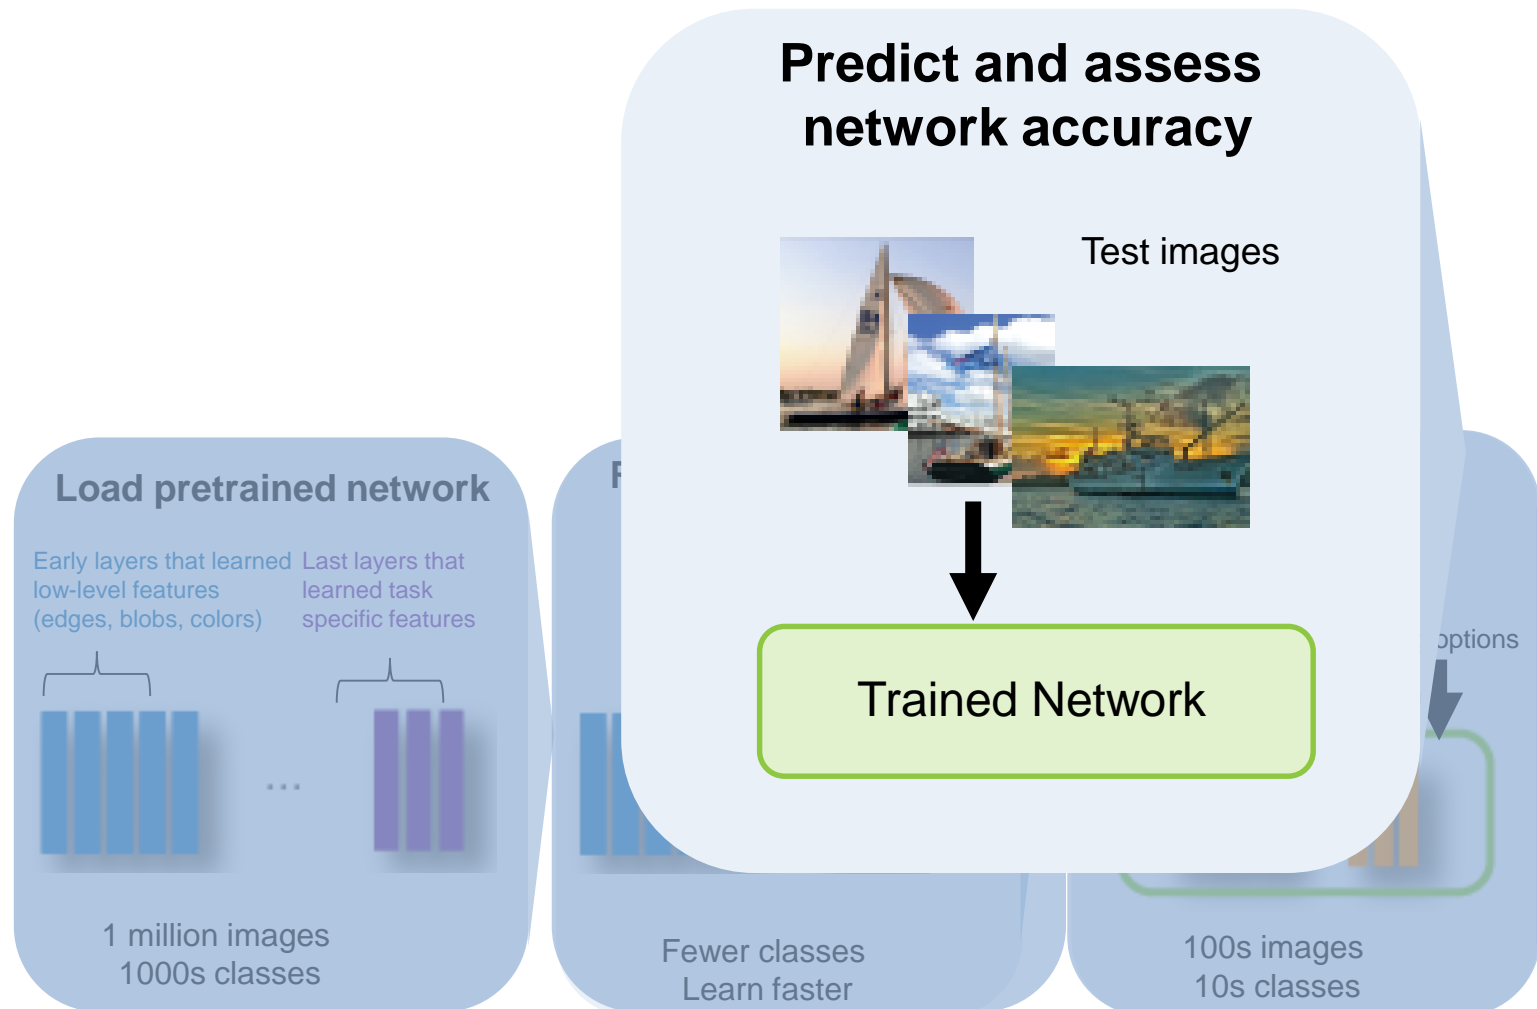 Predict and assess
network accuracy
Test images
Trained Network
Load pretrained network
Early layers that learned
low-level features
(edges, blobs, colors)
Last layers that
learned task
specific features
...
1 million images
1000s classes
Fewer classes
Learn faster
options
100s images
10s classes